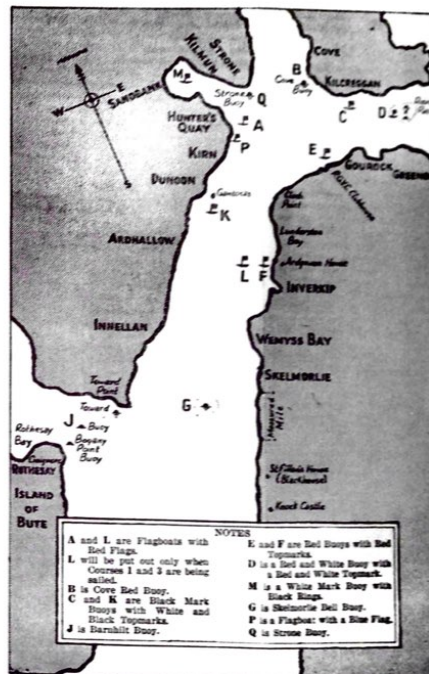 STRONE
KILMUN
COVE
B
Cove
Buoy
KILCREGGAN
M
SANDBANK
Strone
Buoy
Q
C
D
E
W
E
S
HUNTER'S
QUAY
A
P
KIRN
DUNOON
GOUROCK
Gantocks
K
Point
Lunderston
Bay
ARDHALLOW
L
F
Ardgowan House
INVERKIP
INNELLAN
WEMYSS BAY
SKELMORLIE
Toward
Point
Toward
G
Measured
Mile
J
Buoy
Rothesay
Bay
Bogany
Point
Buoy
Craigmore
ROTHESAY
ISLAND
OF
BUTE
(Blackhouse)
Knock Castle
NOTES
A and L are Flagboats with
Red Flags.
L will be put out only when
Courses 1 and 3 are being
sailed.
B is Cove Red Buoy.
C and K are Black Mark
Buoys with White and
Black Topmarks.
J is Barnhilt Buoy.
E and F are Red Buoys with Red
Topmarks.
D is a Red and White Buoy with
a Red and White Topmark.
M is a White Mark Buoy with
Black Rings.
G is Skelmorlie Bell Buoy.
P is a Flagboat with a Blue Flag.
Q is Strone Buoy.